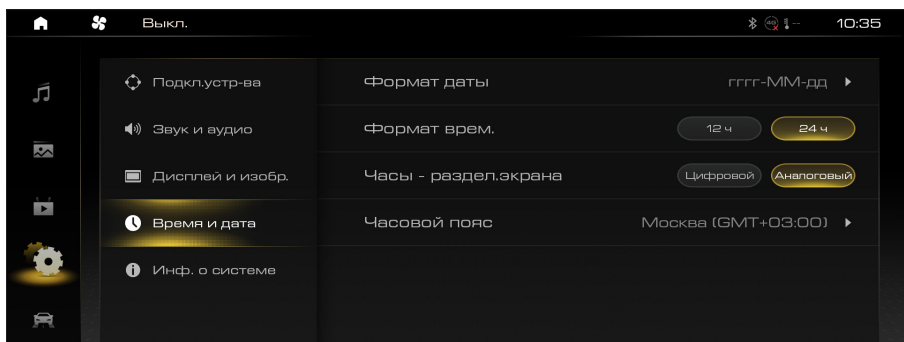 Выкл.
4G
--
10:35
Подкл.устр-ва
Звук и аудио
Дисплей и изобр.
Время и дата
Инф. о системе
Формат даты
гггг-ММ-дд
Формат врем.
12 ч
24 ч
Часы - раздел.экрана
Цифровой
Аналоговый
Часовой пояс
Москва (GMT+03:00)